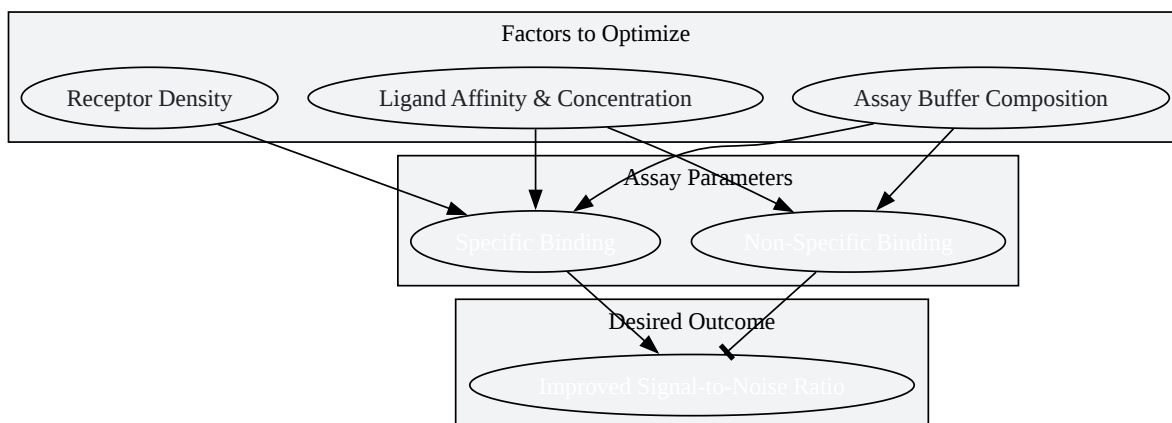 Factors to Optimize
Receptor Density
Ligand Affinity & Concentration
Assay Buffer Composition
Assay Parameters
Specific Binding
Non-Specific Binding
Desired Outcome
Improved Signal-to-Noise Ratio